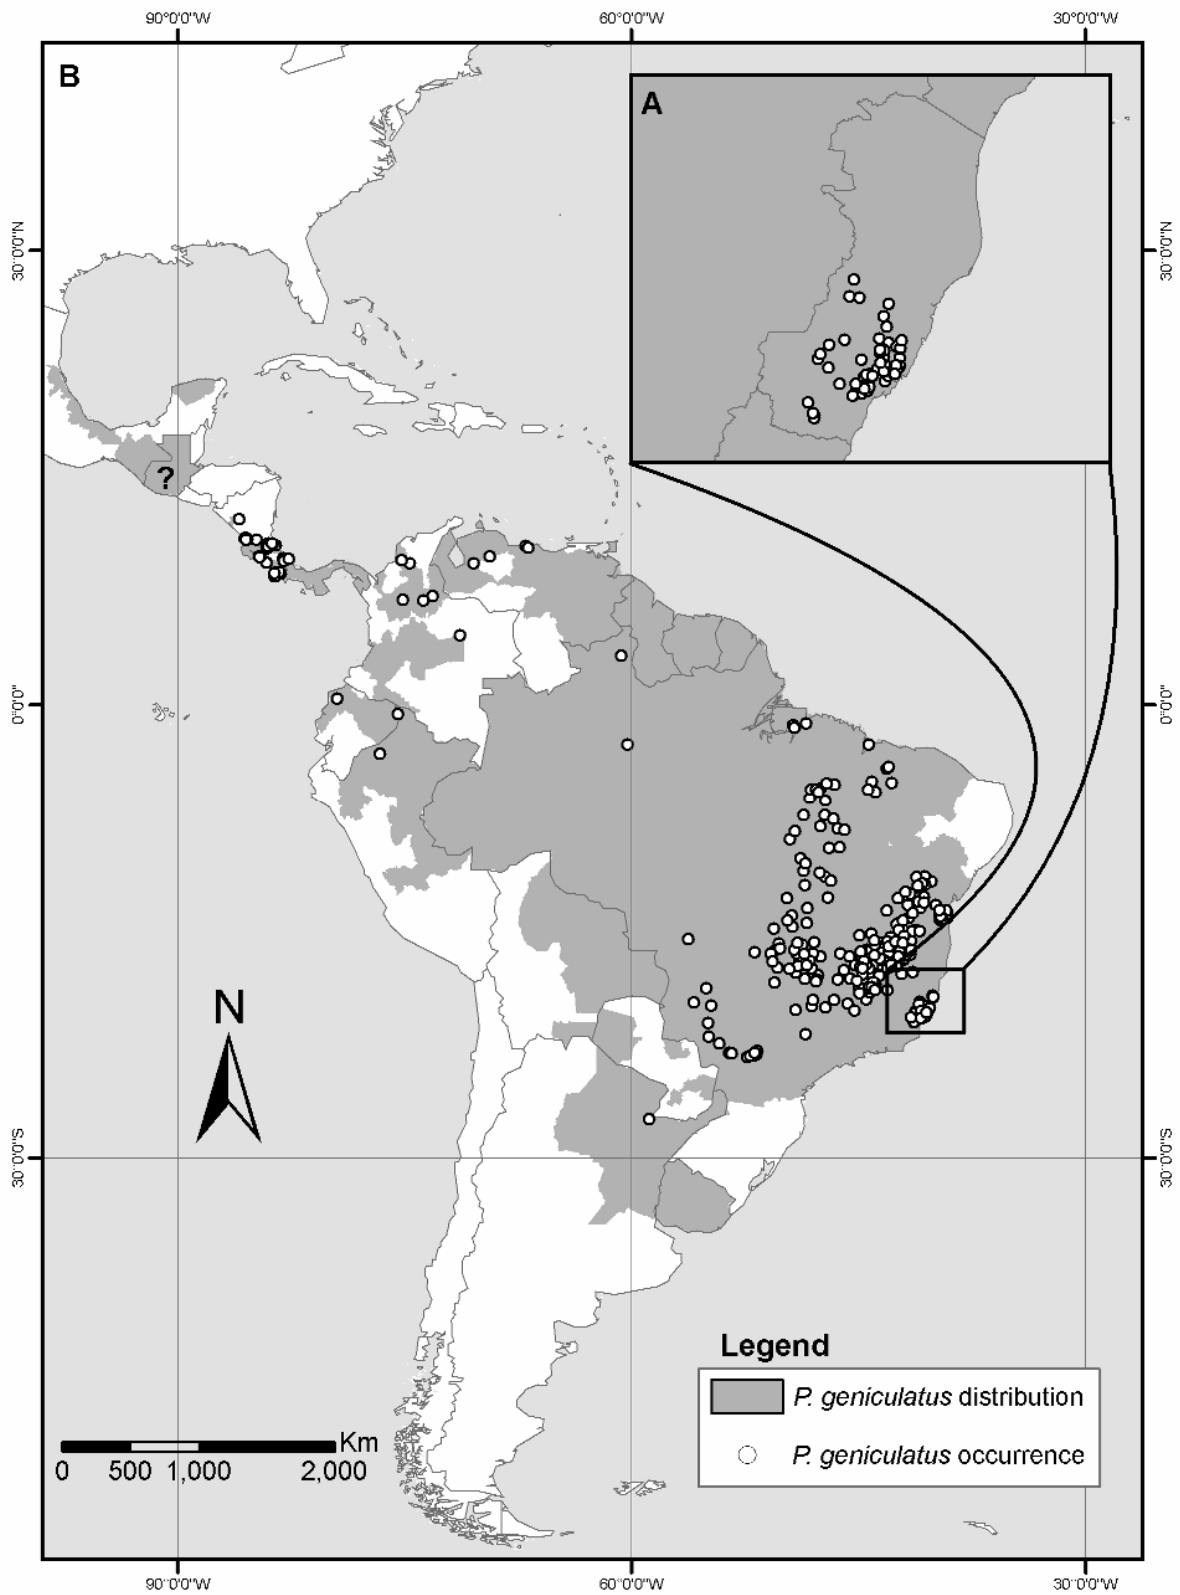 90°0'0"W 60°0'0"W 30°0'0"W
B
A
30°0'0"N 30°0'0"N
?
0°0'0" 0°0'0"
N
30°0'0"S 30°0'0"S
Legend
P. geniculatus distribution
P. geniculatus occurrence
Km
0 500 1,000 2,000
90°0'0"W 60°0'0"W 30°0'0"W